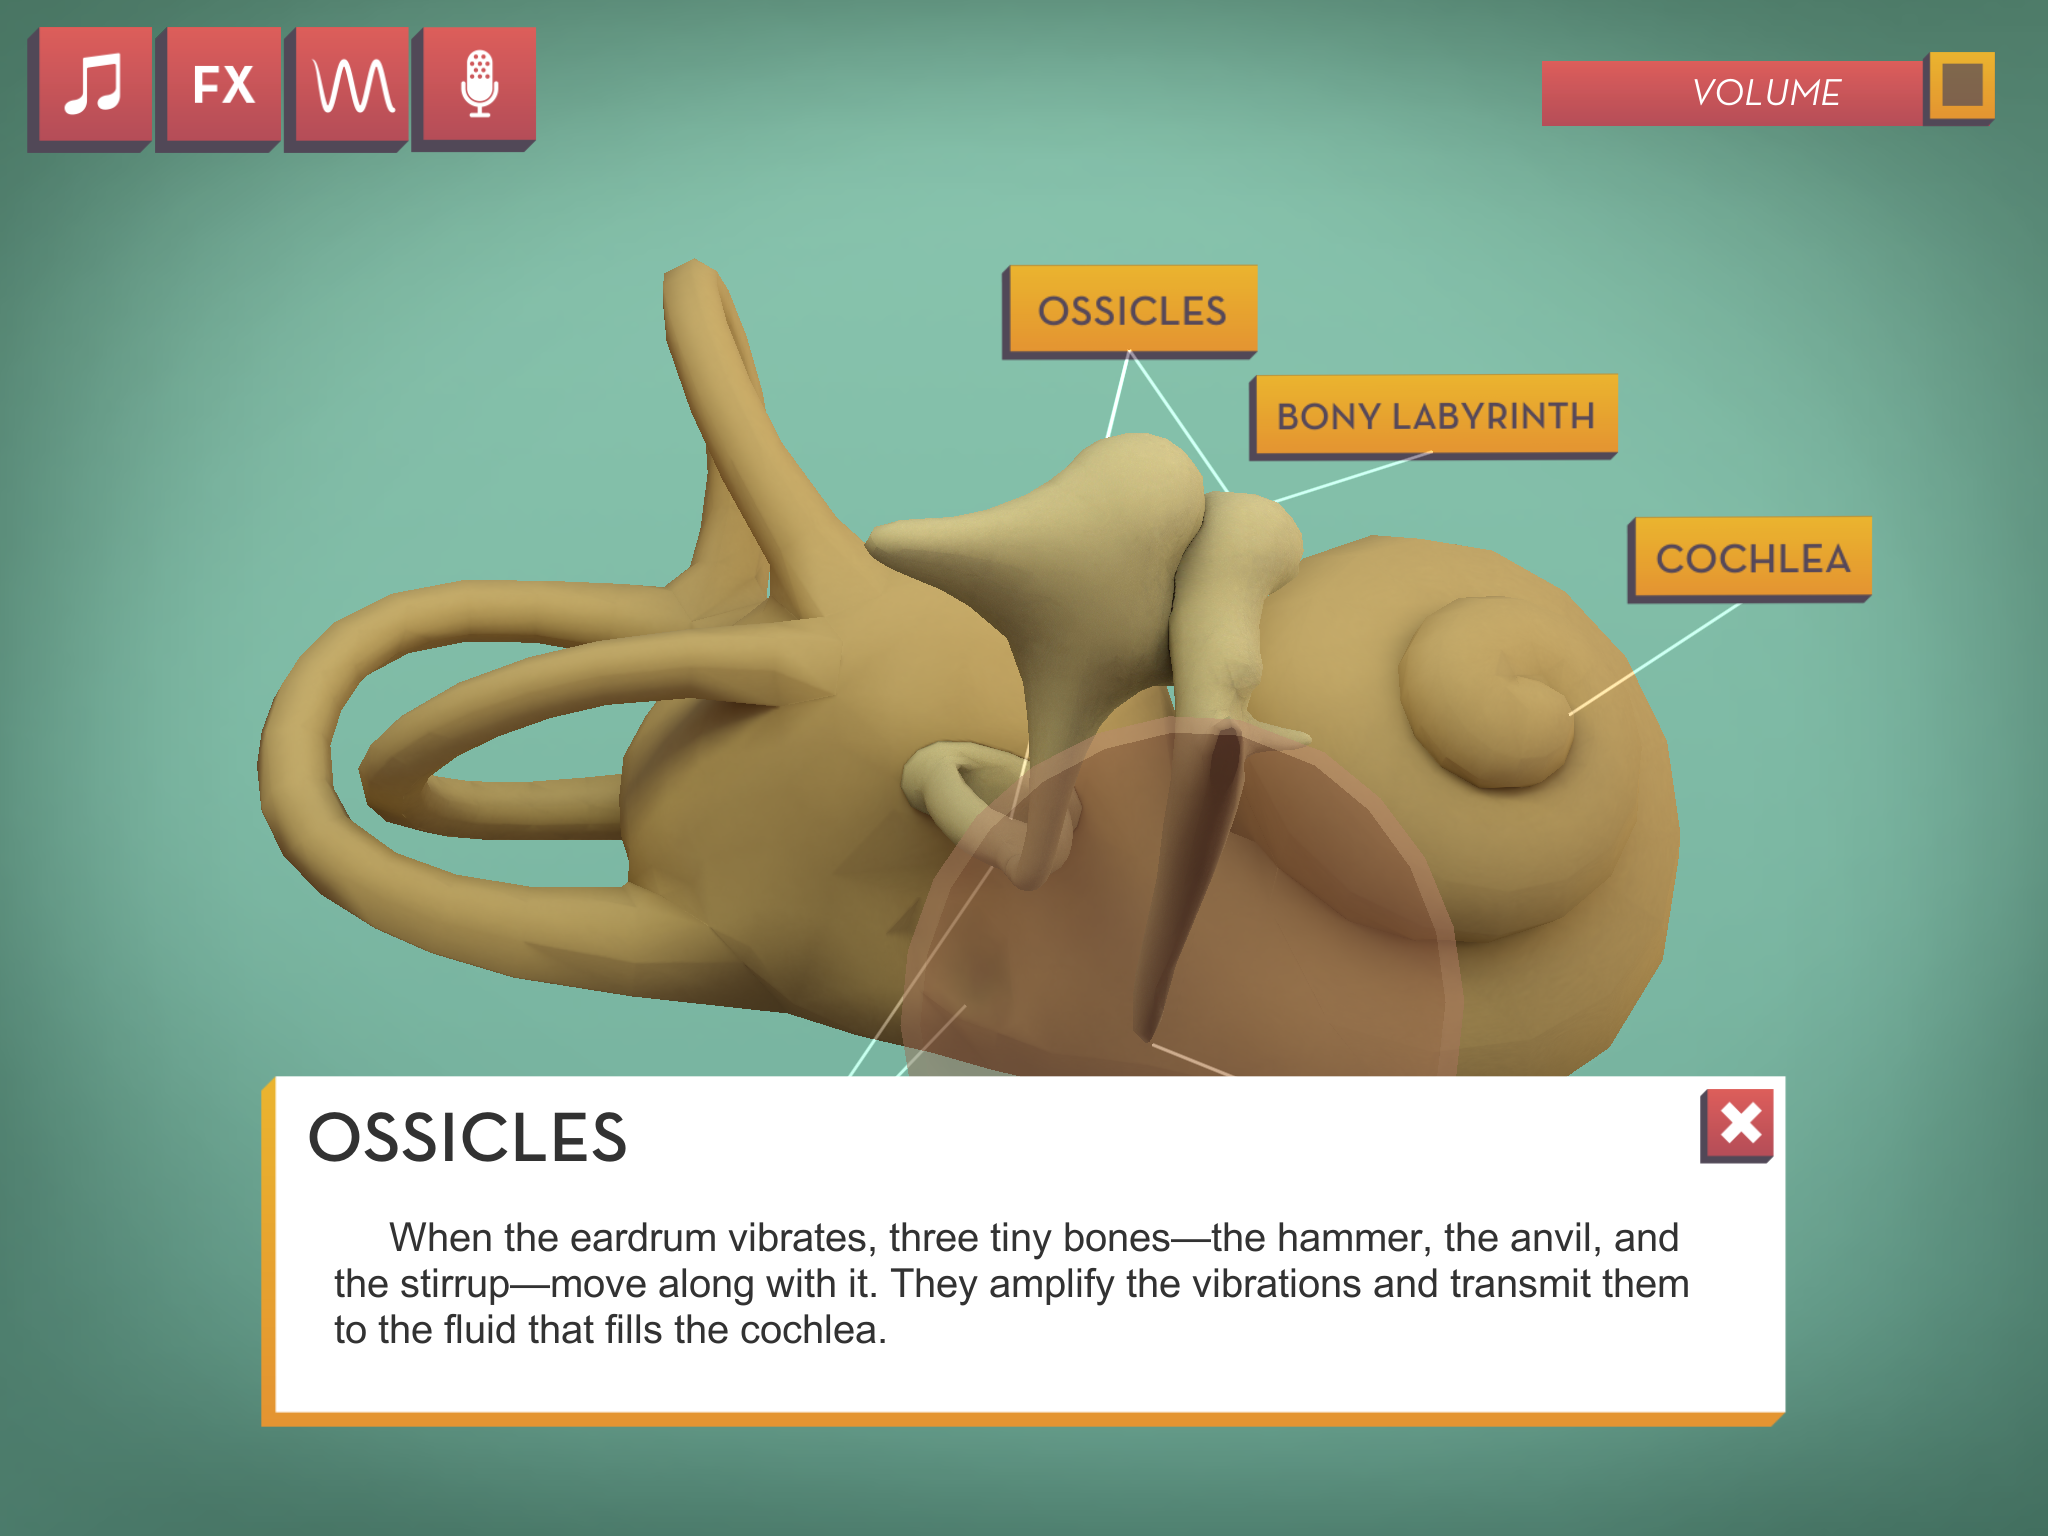 FX
VOLUME
OSSICLES
BONY LABYRINTH
COCHLEA
OSSICLES
When the eardrum vibrates, three tiny bones—the hammer, the anvil, and
the stirrup—move along with it. They amplify the vibrations and transmit them
to the fluid that fills the cochlea.